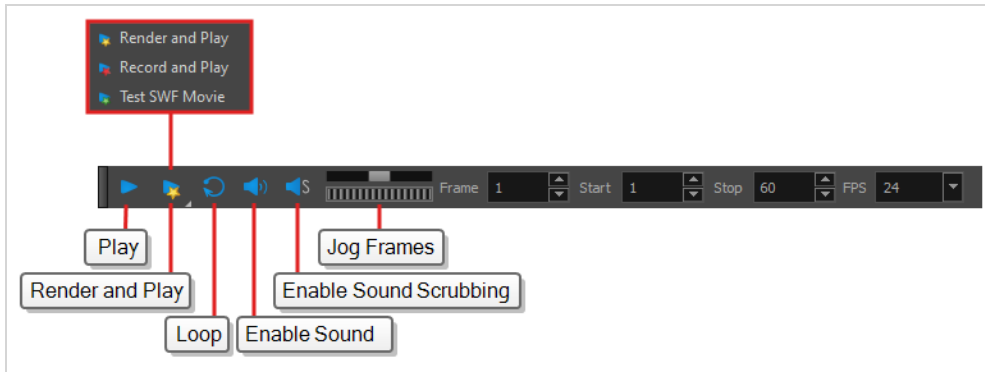 Render and Play
Record and Play
Test SWF Movie
S Frame 1 Start 1 Stop 60 FPS 24
Play
Jog Frames
Render and Play
Enable Sound Scrubbing
Loop
Enable Sound